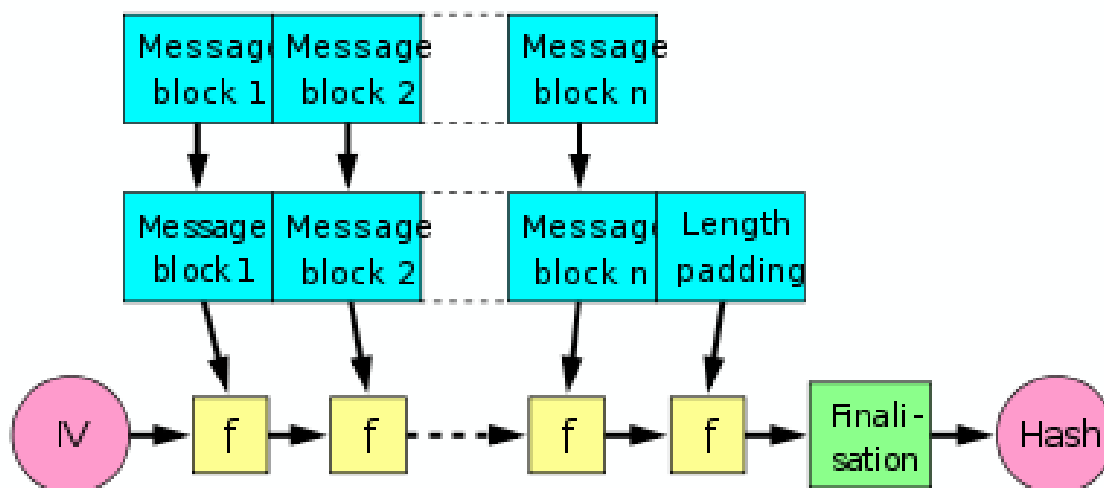 Message
block 1
Message
block 2
Message
block n
Message
block 1
Message
block 2
Message
block n
Length
padding
IV
f
f
f
f
Finali-
sation
Hash